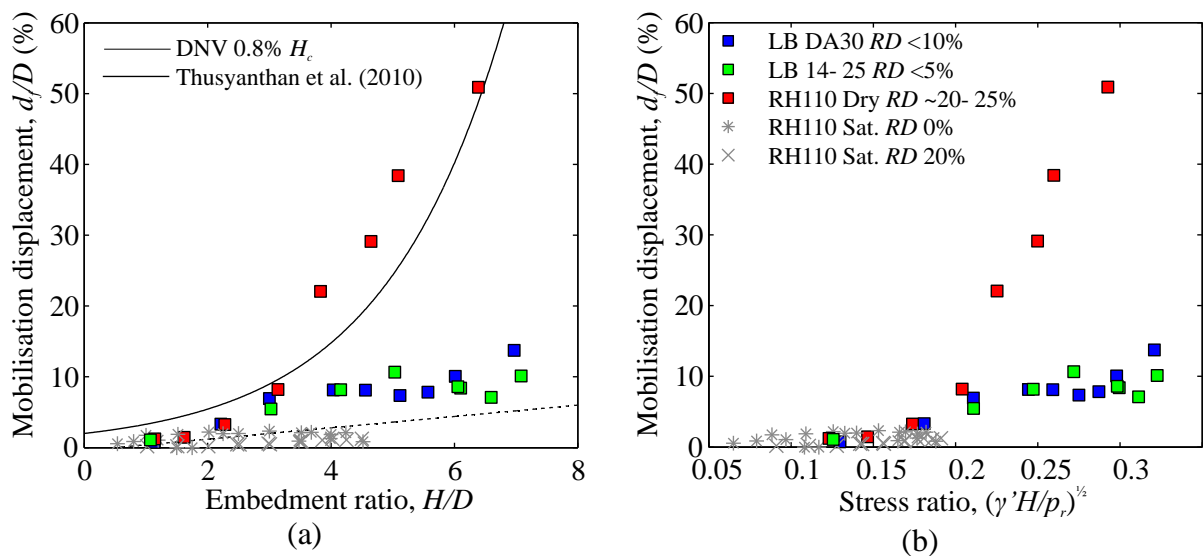 60
50
40
30
20
10
0
Mobilisation displacement, d_f/D (%)
DNV 0.8% H_c
Thusyanthan et al. (2010)
0 2 4 6 8
Embedment ratio, H/D
(a)
60
50
40
30
20
10
0
Mobilisation displacement, d_f/D (%)
LB DA30 RD <10%
LB 14- 25 RD <5%
RH110 Dry RD ~20- 25%
RH110 Sat. RD 0%
RH110 Sat. RD 20%
0.05 0.1 0.15 0.2 0.25 0.3
Stress ratio, (γ'H/p_r)^½
(b)